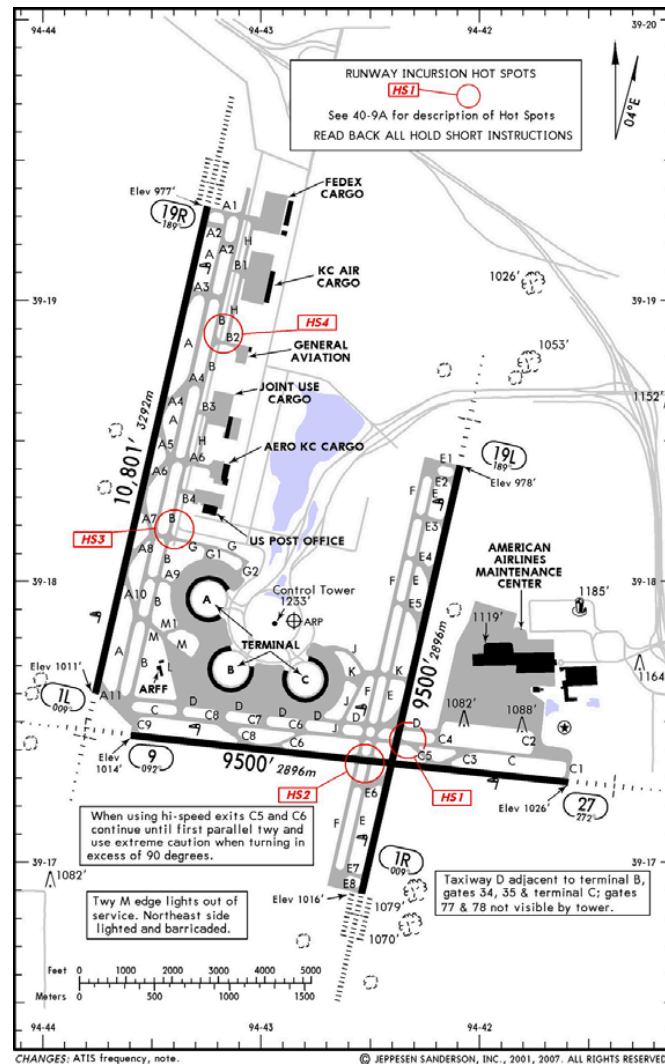 94-44
94-43
94-42
39-20
RUNWAY INCURSION HOT SPOTS
HS1
See 40-9A for description of Hot Spots
READ BACK ALL HOLD SHORT INSTRUCTIONS
04°E
Elev 977'
19R
189°
A1
FEDEX
CARGO
A2
A
A2
H
B1
KC AIR
CARGO
1026'
39-19
39-19
A3
H
B
B2
HS4
GENERAL
AVIATION
1053'
A
B
JOINT USE
CARGO
1152'
A4
A4
B3
A
H
10,801' 3292m
A5
A6
AERO KC CARGO
A6
19L
189°
E1
Elev 978'
E2
F
E
B4
A7
B
US POST OFFICE
E3
HS3
A8
G
G
G1
B
G2
E4
AMERICAN
AIRLINES
MAINTENANCE
CENTER
39-18
39-18
A9
F
E
A10
A
Control Tower
1233'
ARP
E5
1185'
B
M1
M
M
TERMINAL
1119'
9500' 2896m
J
A
B
L
ARFF
B
C
K
K
1164'
Elev 1011'
F
E
1L
009°
A11
1082'
1088'
C
D
D
D
D
D
C9
C8
C7
C6
J
C4
C2
C8
C6
C5
C3
C
C1
Elev
1014'
9
092°
9500' 2896m
HS2
HS1
Elev 1026'
27
272°
E6
When using hi-speed exits C5 and C6
continue until first parallel twy and
use extreme caution when turning in
excess of 90 degrees.
F
E
39-17
39-17
1082'
E7
1R
009°
E8
Taxiway D adjacent to terminal B,
gates 34, 35 & terminal C; gates
77 & 78 not visible by tower.
Twy M edge lights out of
service. Northeast side
lighted and barricaded.
Elev 1016'
1079'
1070'
Feet 0 1000 2000 3000 4000 5000
Meters 0 500 1000 1500
94-44
94-43
94-42
CHANGES: ATIS frequency, note.
© JEPPESEN SANDERSON, INC., 2001, 2007. ALL RIGHTS RESERVED